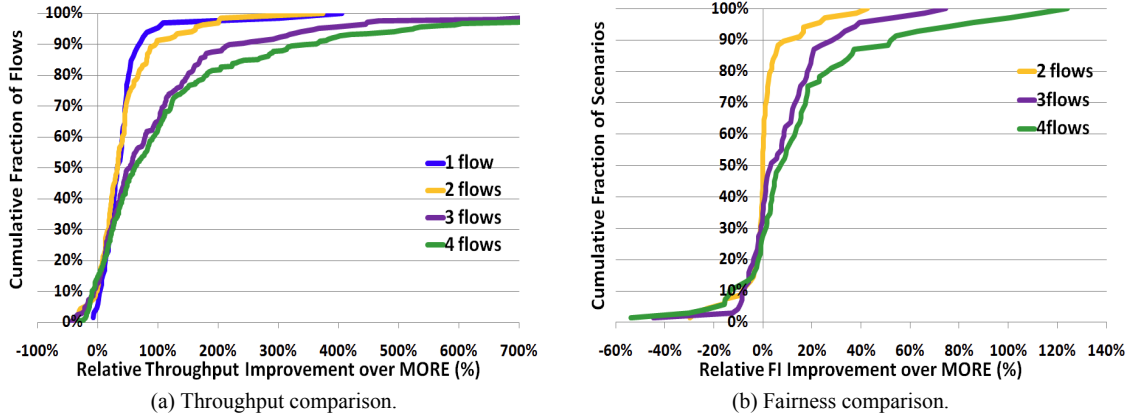 100%
90%
80%
70%
60%
50%
40%
30%
20%
10%
0%
-100% 0% 100% 200% 300% 400% 500% 600% 700%
Cumulative Fraction of Flows
Relative Throughput Improvement over MORE (%)
1 flow
2 flows
3 flows
4 flows
(a) Throughput comparison.
100%
90%
80%
70%
60%
50%
40%
30%
20%
10%
0%
-60% -40% -20% 0% 20% 40% 60% 80% 100% 120% 140%
Cumulative Fraction of Scenarios
Relative FI Improvement over MORE (%)
2 flows
3flows
4flows
(b) Fairness comparison.